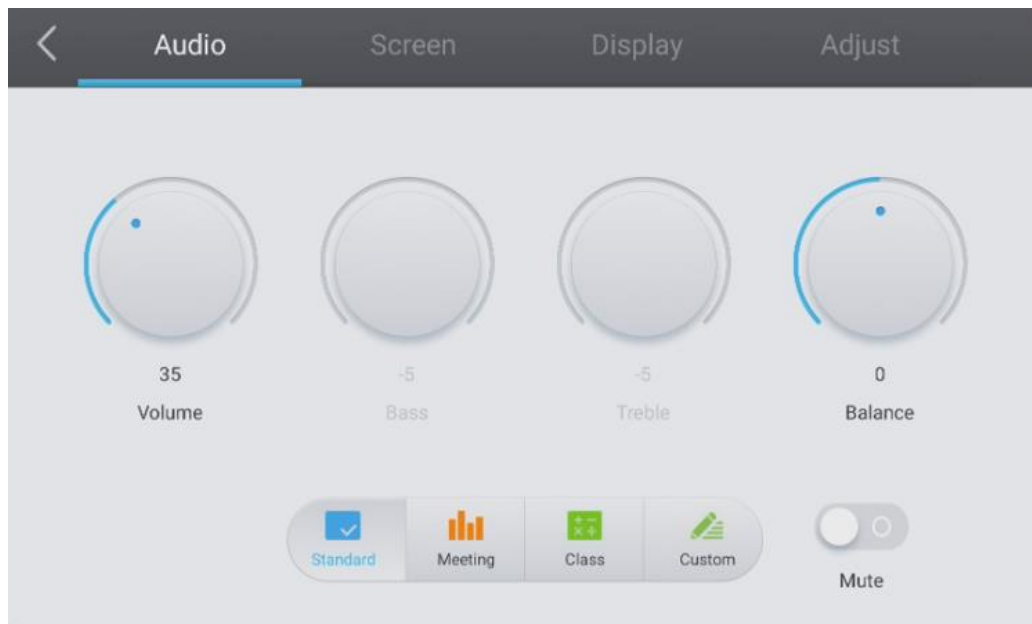 Audio Screen Display Adjust
35 -5 -5 0
Volume Bass Treble Balance
Standard Meeting Class Custom
Mute